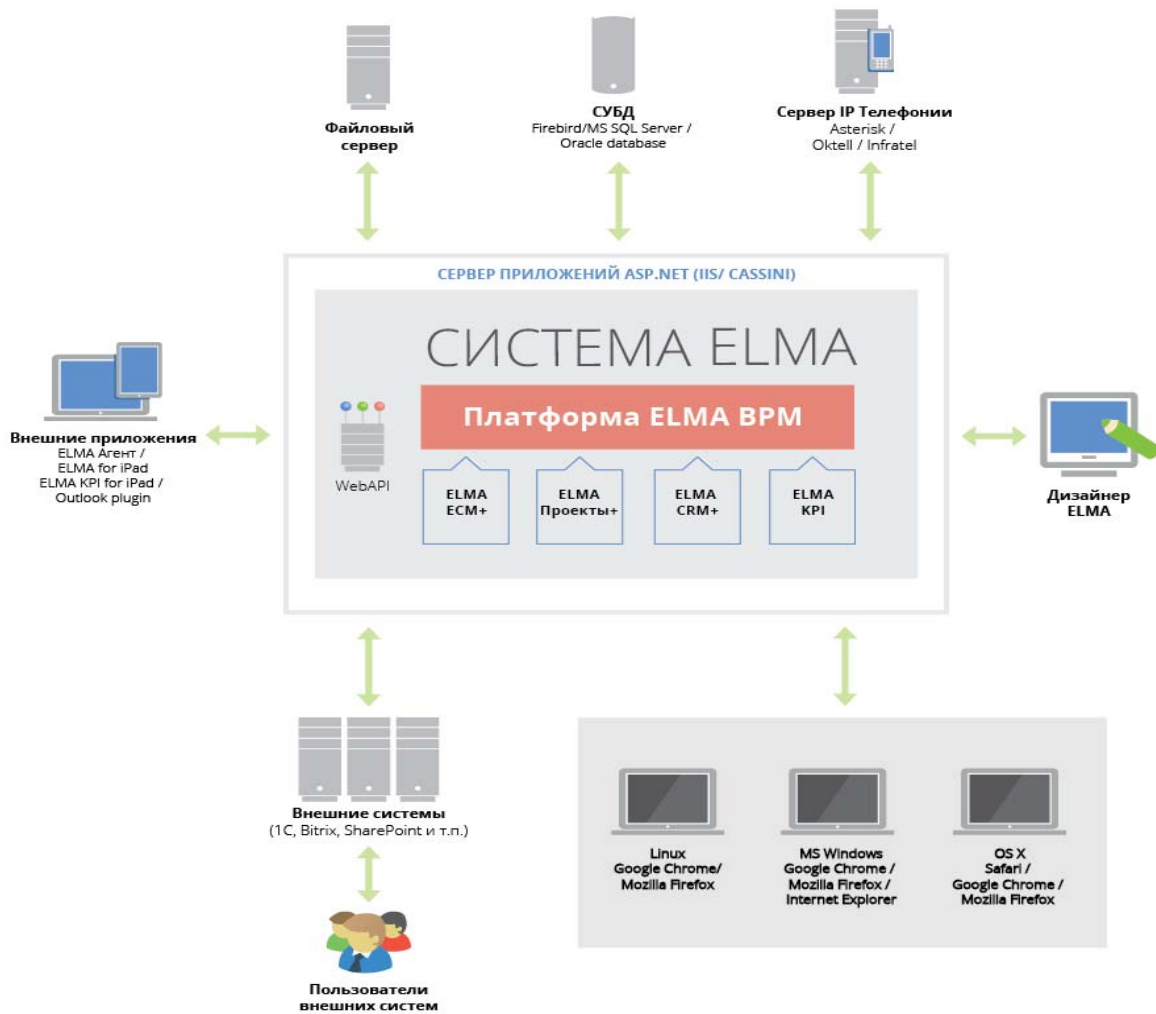 Файловый
сервер
СУБД
Firebird/MS SQL Server /
Oracle database
Сервер IP Телефонии
Asterisk /
Oktell / Infratel
СЕРВЕР ПРИЛОЖЕНИЙ ASP.NET (IIS/ CASSINI)
СИСТЕМА ELMA
Платформа ELMA BPM
WebAPI
ELMA
ECM+
ELMA
Проекты+
ELMA
CRM+
ELMA
KPI
Внешние приложения
ELMA Агент /
ELMA for iPad
ELMA KPI for iPad /
Outlook plugin
Дизайнер
ELMA
Внешние системы
(1С, Bitrix, SharePoint и т.п.)
Пользователи
внешних систем
Linux
Google Chrome/
Mozilla Firefox
MS Windows
Google Chrome /
Mozilla Firefox /
Internet Explorer
OS X
Safari /
Google Chrome /
Mozilla Firefox